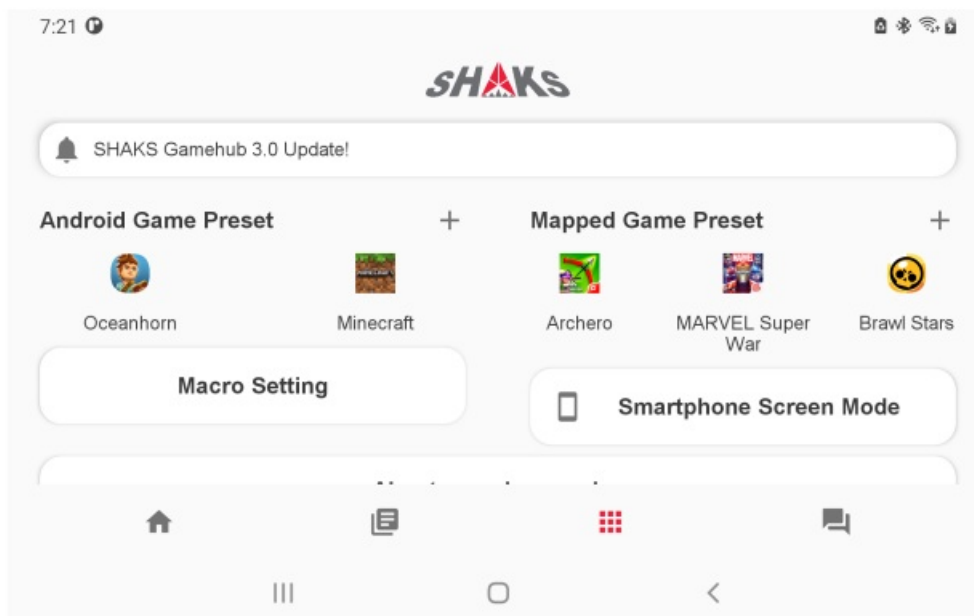 7:21
SHAKS
SHAKS Gamehub 3.0 Update!
Android Game Preset +
Mapped Game Preset +
Oceanhorn
Minecraft
Archero
MARVEL Super
War
Brawl Stars
Macro Setting
Smartphone Screen Mode